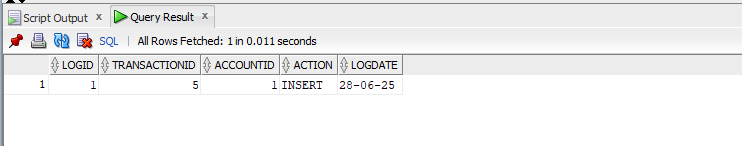 Script Output x Query Result x
SQL | All Rows Fetched: 1 in 0.011 seconds
LOGID TRANSACTIONID ACCOUNTID ACTION LOGDATE
1 1 5 1 INSERT 28-06-25